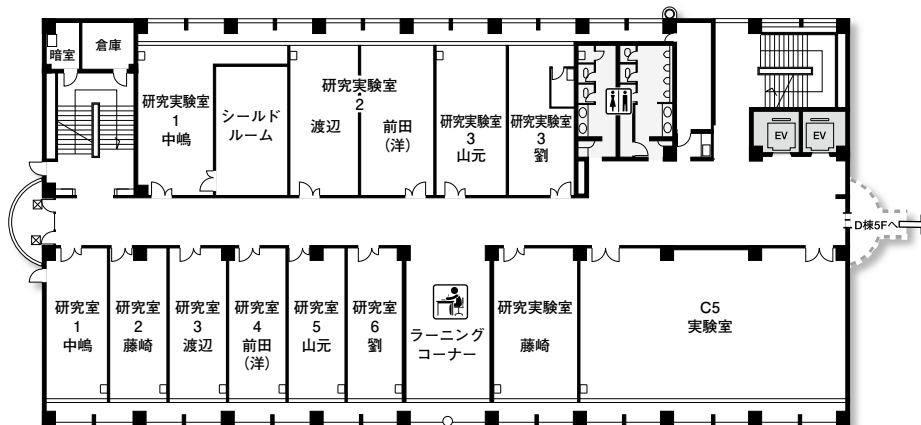 暗室
倉庫
研究実験室
1
中嶋
シールド
ルーム
研究実験室
2
渡辺
前田
(洋)
研究実験室
3
山元
研究実験室
3
劉
EV
EV
D棟5Fへ
研究室
1
中嶋
研究室
2
藤崎
研究室
3
渡辺
研究室
4
前田
(洋)
研究室
5
山元
研究室
6
劉
ラーニング
コーナー
研究実験室
藤崎
C5
実験室